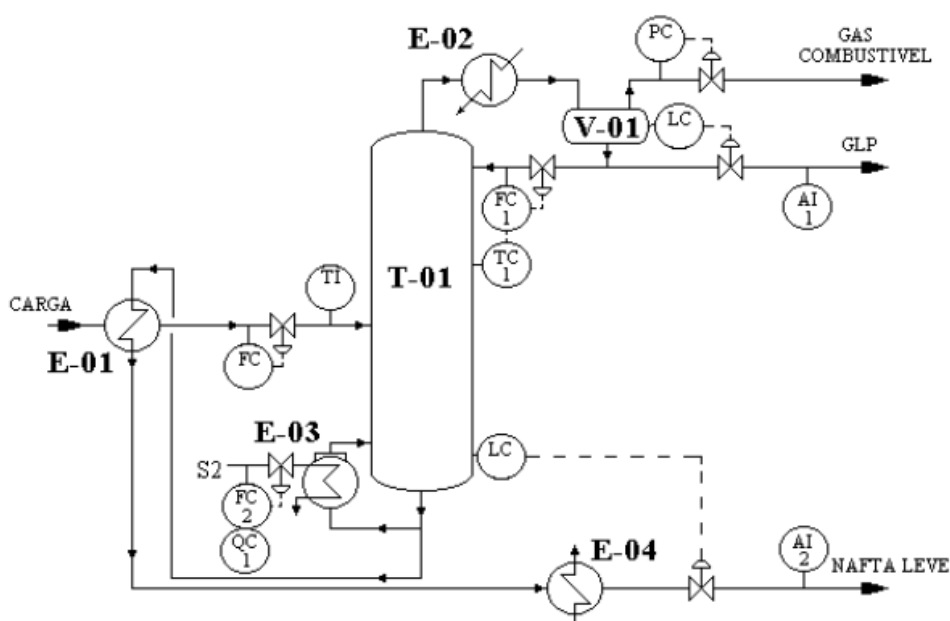 E-02
PC
GAS
COMBUSTIVEL
V-01
LC
GLP
FC
1
AI
1
TC
1
T-01
TI
CARGA
E-01
FC
E-03
S2
FC
2
QC
1
LC
E-04
AI
2
NAFTA LEVE